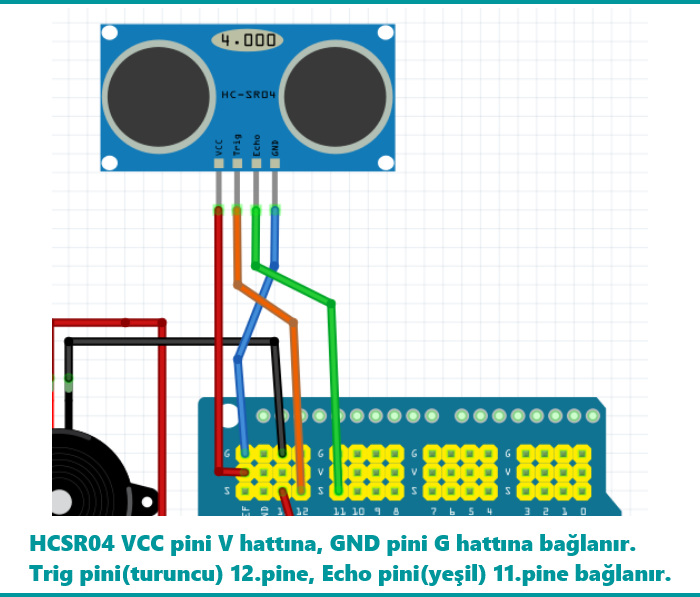 4.000
HC-SR04
VCC Trig Echo GND
G G G G
V V V V
S S S S
12 11 10 9 8 7 6 5 4 3 2 1 0
HCSR04 VCC pini V hattına, GND pini G hattına bağlanır.
Trig pini(turuncu) 12.pine, Echo pini(yeşil) 11.pine bağlanır.